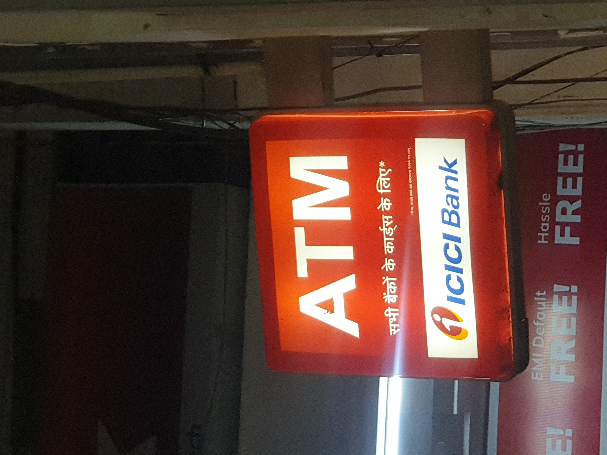 ATM
सभी बैंकों के कार्ड्स के लिए*
ICICI Bank
Hassle
FREE!
EMI Default
FREE!
E!